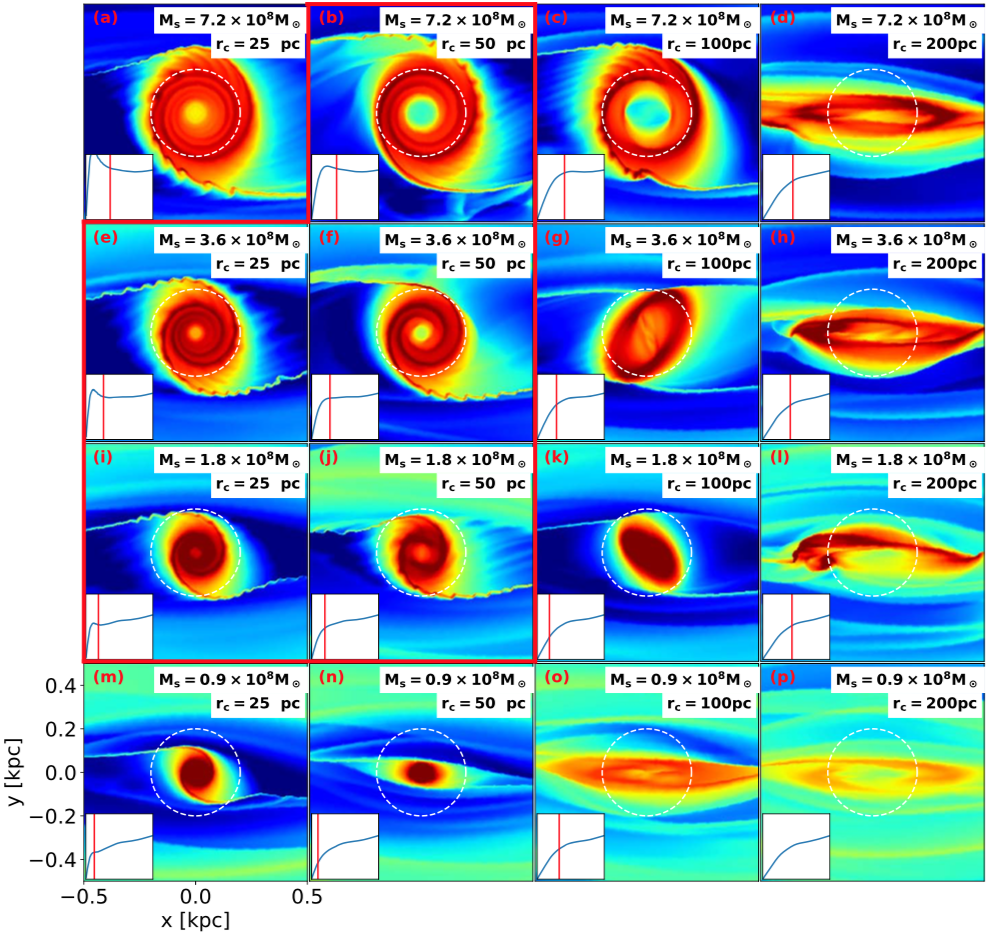 (a) Ms = 7.2 × 10⁸M⊙
rc = 25 pc
(b) Ms = 7.2 × 10⁸M⊙
rc = 50 pc
(c) Ms = 7.2 × 10⁸M⊙
rc = 100pc
(d) Ms = 7.2 × 10⁸M⊙
rc = 200pc
(e) Ms = 3.6 × 10⁸M⊙
rc = 25 pc
(f) Ms = 3.6 × 10⁸M⊙
rc = 50 pc
(g) Ms = 3.6 × 10⁸M⊙
rc = 100pc
(h) Ms = 3.6 × 10⁸M⊙
rc = 200pc
(i) Ms = 1.8 × 10⁸M⊙
rc = 25 pc
(j) Ms = 1.8 × 10⁸M⊙
rc = 50 pc
(k) Ms = 1.8 × 10⁸M⊙
rc = 100pc
(l) Ms = 1.8 × 10⁸M⊙
rc = 200pc
(m) Ms = 0.9 × 10⁸M⊙
rc = 25 pc
(n) Ms = 0.9 × 10⁸M⊙
rc = 50 pc
(o) Ms = 0.9 × 10⁸M⊙
rc = 100pc
(p) Ms = 0.9 × 10⁸M⊙
rc = 200pc
0.4
0.2
0.0
−0.2
−0.4
y [kpc]
−0.5 0.0 0.5
x [kpc]